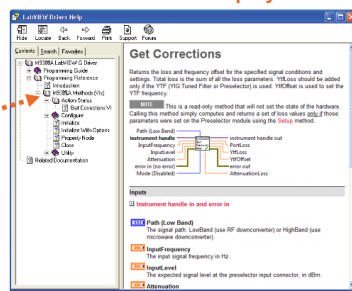 LabVIEW Driver Help
Hide Locate Back Forward Print Support Forum
Contents Search Favorites
M9308A LabVIEW G Driver
Programming Guide
Programming Reference
Introduction
M9308A Methods (VIs)
Action Status
Get Corrections VI
Configure
Initialize
Initialize With Options
Property Node
Close
Utility
Related Documentation
Get Corrections
Returns the loss and frequency offset for the specified signal conditions and
settings. Total loss is the sum of all the loss parameters. YtfLoss should be added
only if the YTF (YIG Tuned Filter or Preselector) is used. YtfOffset is used to set the
YTF frequency.
NOTE This is a read-only method that will not set the state of the hardware.
Calling this method simply computes and returns a set of loss values only if those
parameters were set on the Preselector module using the Setup method.
Path (Low Band)
instrument handle
InputFrequency
InputLevel
Attenuation
error in (no error)
Mode (Disabled)
instrument handle out
PortLoss
YtfLoss
YtfOffset
error out
AttenuationLoss
Inputs
Instrument handle in and error in
Path (Low Band)
The signal path: LowBand (use RF downconverter) or HighBand (use
microwave downconverter).
InputFrequency
The input signal frequency in Hz.
InputLevel
The expected signal level at the preselector input connector, in dBm.
Attenuation